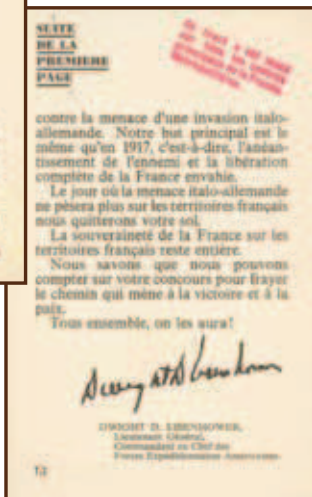 SUITE
DE LA
PREMIERE
PAGE
contre la menace d'une invasion italo-
allemande. Notre but principal est le
même qu'en 1917, c'est-à-dire, l'anéan-
tissement de l'ennemi et la libération
complète de la France envahie.
Le jour où la menace italo-allemande
ne pèsera plus sur les territoires français
nous quitterons votre sol.
La souveraineté de la France sur les
territoires français reste entière.
Nous savons que nous pouvons
compter sur votre concours pour frayer
le chemin qui mène à la victoire et à la
paix.
Tous ensemble, on les aura!
Dwight D Eisenhower
DWIGHT D. EISENHOWER,
Lieutenant Général,
Commandant en Chef des
Forces Expéditionnaires Américaines